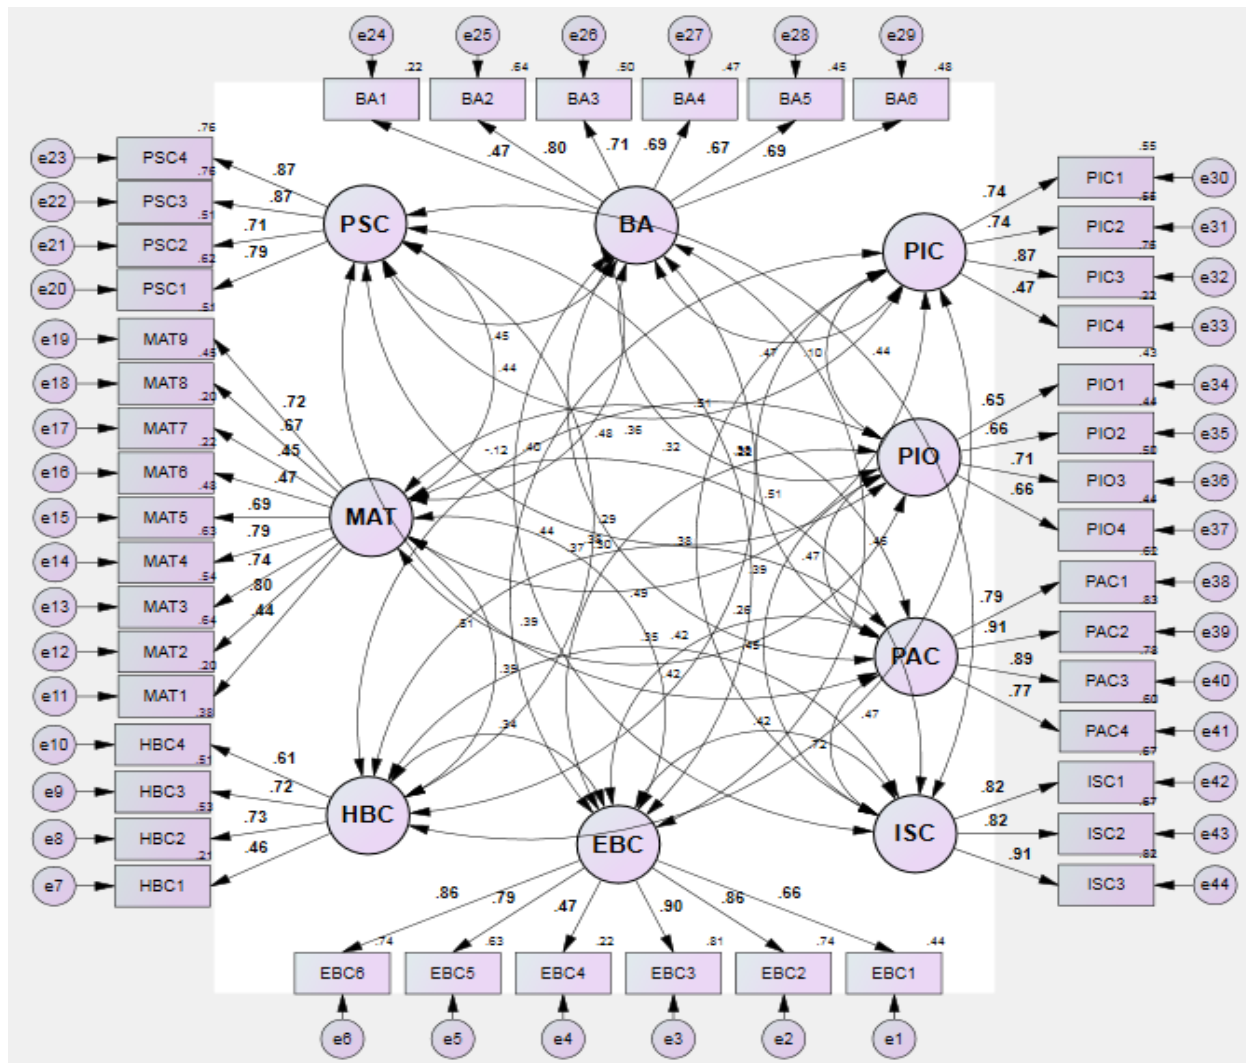 e24 e25 e26 e27 e28 e29
.22 .64 .50 .47 .45 .48
BA1 BA2 BA3 BA4 BA5 BA6
.47 .80 .71 .69 .67 .69
BA
.76
e23 PSC4 .87
.76
e22 PSC3 .87
.51
e21 PSC2 .71
.62
e20 PSC1 .79
PSC
.51
e19 MAT9 .72
.45
e18 MAT8 .67
.20
e17 MAT7 .45
.22
e16 MAT6 .47
.48
e15 MAT5 .69
.63
e14 MAT4 .79
.54
e13 MAT3 .74
.64
e12 MAT2 .80
.20
e11 MAT1 .44
MAT
.38
e10 HBC4 .61
.51
e9 HBC3 .72
.53
e8 HBC2 .73
.21
e7 HBC1 .46
HBC
.55
.74 PIC1 e30
.55
.74 PIC2 e31
.76
.87 PIC3 e32
.22
.47 PIC4 e33
PIC
.43
.65 PIO1 e34
.44
.66 PIO2 e35
.50
.71 PIO3 e36
.44
.66 PIO4 e37
PIO
.62
.79 PAC1 e38
.83
.91 PAC2 e39
.78
.89 PAC3 e40
.60
.77 PAC4 e41
PAC
.67
.82 ISC1 e42
.67
.82 ISC2 e43
.82
.91 ISC3 e44
ISC
.45 .44 .47 .10 .44
.51 .48 .36 .32
-.12 .40
.51 .29 .44 .37 .38 .47 .46
.39 .49 .26
.51 .39 .35 .42 .45
.39 .42
.34 .42 .47
.72
EBC
.86 .79 .47 .90 .86 .66
.74 .63 .22 .81 .74 .44
EBC6 EBC5 EBC4 EBC3 EBC2 EBC1
e6 e5 e4 e3 e2 e1